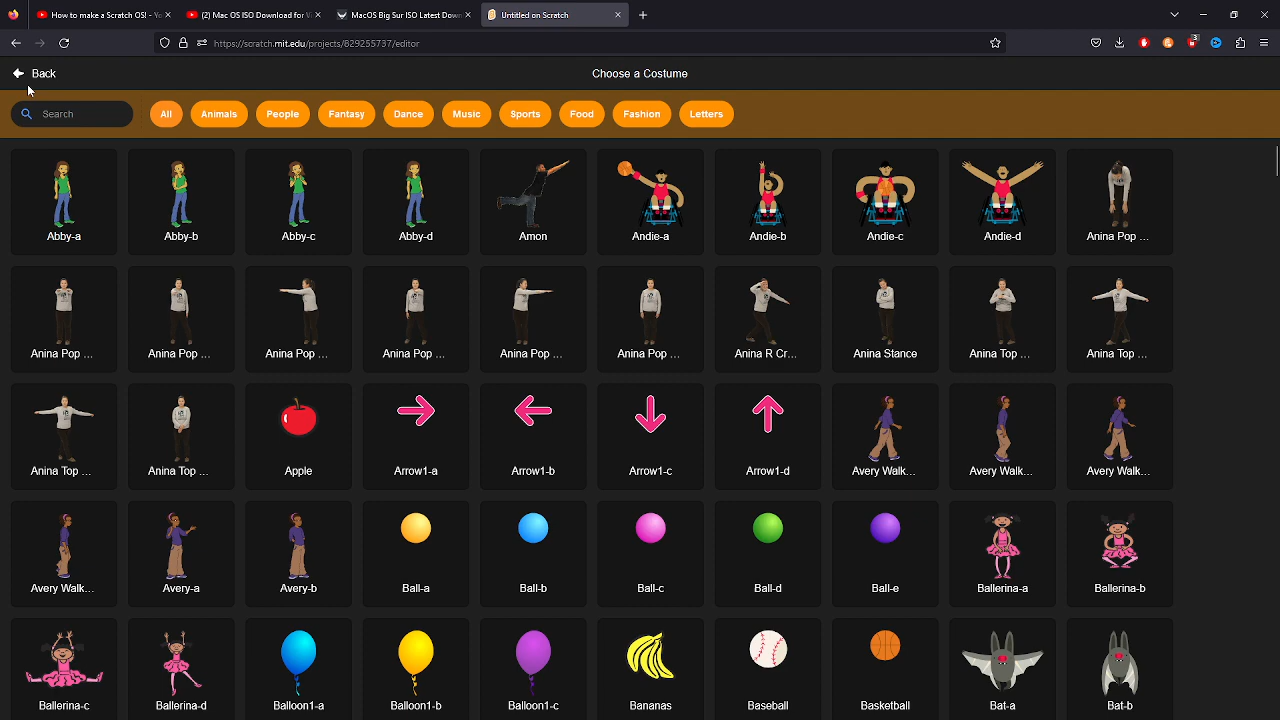 How to make a Scratch OS! - Yo
(2) Mac OS ISO Download for Vi
MacOS Big Sur ISO Latest Down
Untitled on Scratch
https://scratch.mit.edu/projects/829255737/editor
3
Back
Choose a Costume
Search
All
Animals
People
Fantasy
Dance
Music
Sports
Food
Fashion
Letters
Abby-a
Abby-b
Abby-c
Abby-d
Amon
Andie-a
Andie-b
Andie-c
Andie-d
Anina Pop ...
Anina Pop ...
Anina Pop ...
Anina Pop ...
Anina Pop ...
Anina Pop ...
Anina Pop ...
Anina R Cr...
Anina Stance
Anina Top ...
Anina Top ...
Anina Top ...
Anina Top ...
Apple
Arrow1-a
Arrow1-b
Arrow1-c
Arrow1-d
Avery Walk...
Avery Walk...
Avery Walk...
Avery Walk...
Avery-a
Avery-b
Ball-a
Ball-b
Ball-c
Ball-d
Ball-e
Ballerina-a
Ballerina-b
Ballerina-c
Ballerina-d
Balloon1-a
Balloon1-b
Balloon1-c
Bananas
Baseball
Basketball
Bat-a
Bat-b